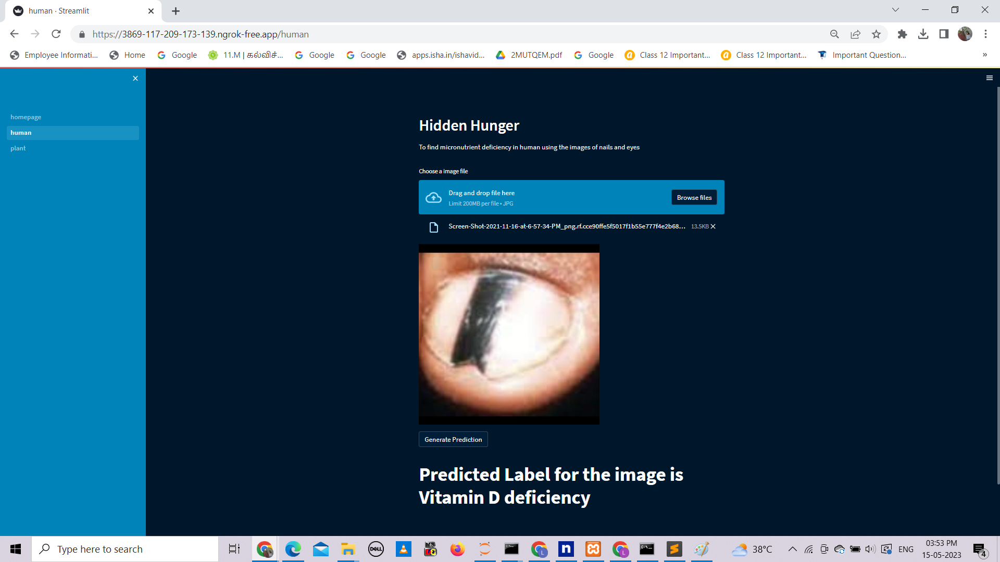 human · Streamlit
https://3869-117-209-173-139.ngrok-free.app/human
Employee Informati...
Home
Google
11.M | கல்விச்...
Google
Google
apps.isha.in/ishavid...
2MUTQEM.pdf
Google
Class 12 Important...
Class 12 Important...
Important Question...
»
homepage
human
plant
Hidden Hunger
To find micronutrient deficiency in human using the images of nails and eyes
Choose a image file
Drag and drop file here
Limit 200MB per file • JPG
Browse files
Screen-Shot-2021-11-16-at-6-57-34-PM_png.rf.cce90ffe5f5017f1b55e777f4e2b68...
13.5KB
Generate Prediction
Predicted Label for the image is
Vitamin D deficiency
Type here to search
DELL
38°C
ENG
03:53 PM
15-05-2023
4